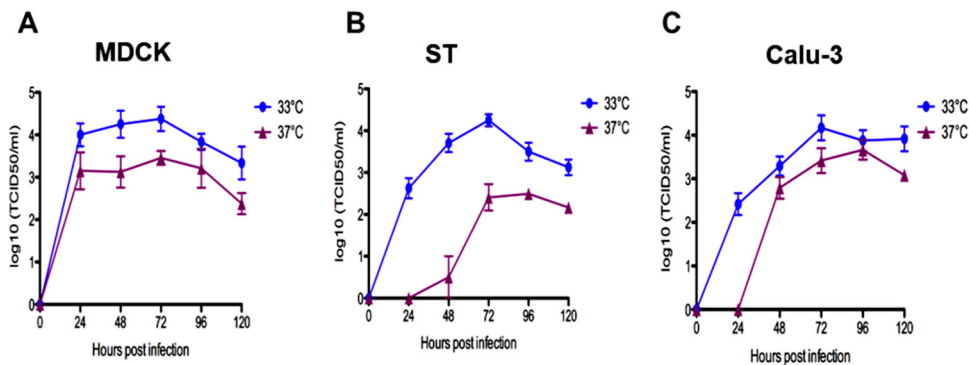 A
MDCK
log10 (TCID50/ml)
5
4
3
2
1
0
0 24 48 72 96 120
Hours post infection
33°C
37°C
B
ST
log10 (TCID50/ml)
5
4
3
2
1
0
0 24 48 72 96 120
Hours post infection
33°C
37°C
C
Calu-3
log10 (TCID50/ml)
5
4
3
2
1
0
0 24 48 72 96 120
Hours post infection
33°C
37°C